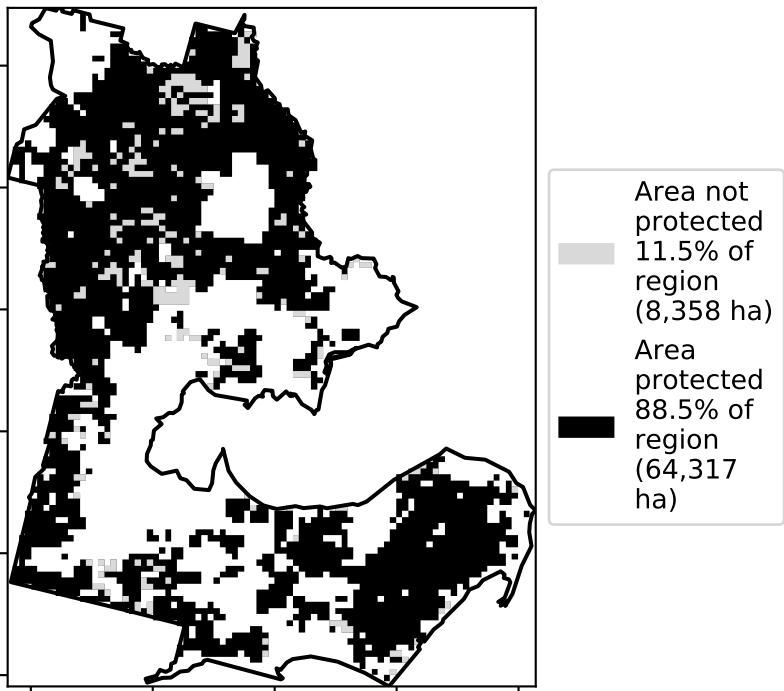 Area not
protected
11.5% of
region
(8,358 ha)
Area
protected
88.5% of
region
(64,317
ha)